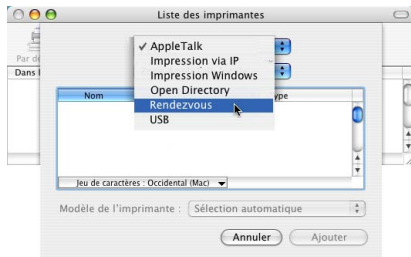 Liste des imprimantes
Par dé
Dans l
✓ AppleTalk
Impression via IP
Impression Windows
Open Directory
Rendezvous
USB
Nom
ype
Jeu de caractères : Occidental (Mac)
Modèle de l'imprimante : Sélection automatique
Annuler Ajouter